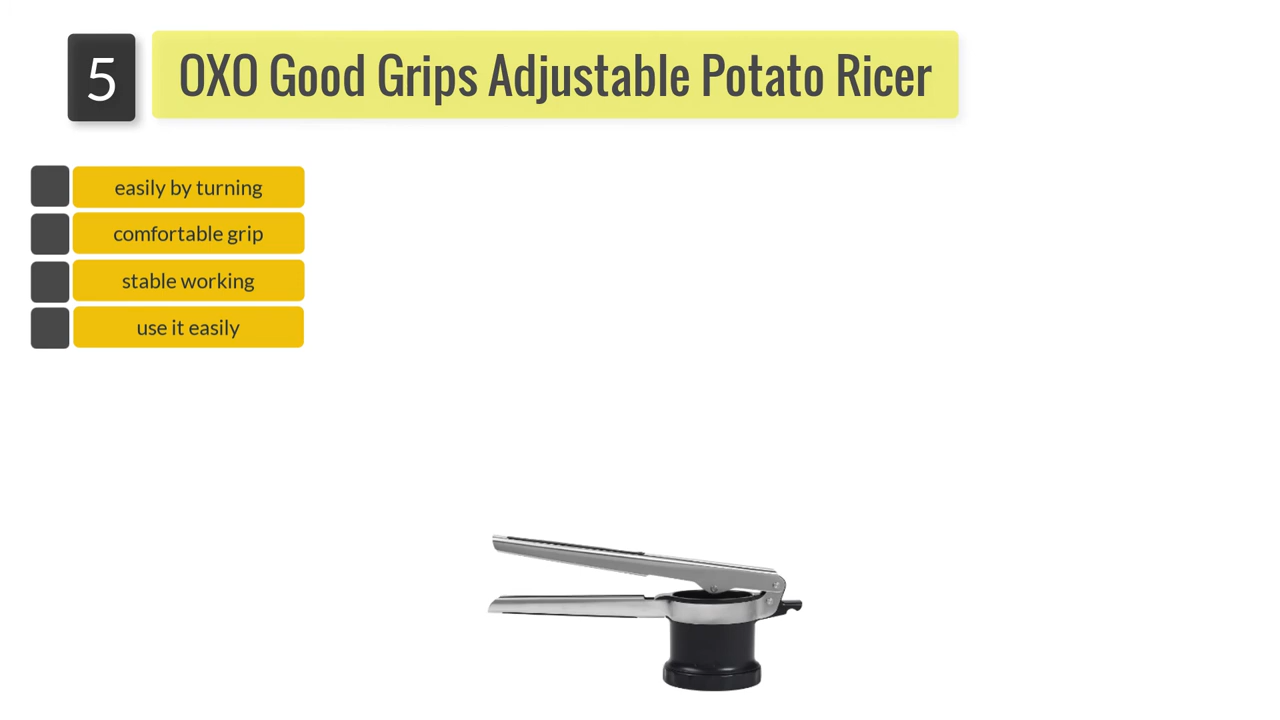 5
OXO Good Grips Adjustable Potato Ricer
easily by turning
comfortable grip
stable working
use it easily